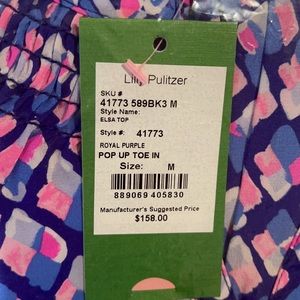 Lilly Pulitzer
SKU #
41773 589BK3 M
Style Name:
ELSA TOP
Style #: 41773
ROYAL PURPLE
POP UP TOE IN
Size: M
889069 405830
Manufacturer's Suggested Price
$158.00